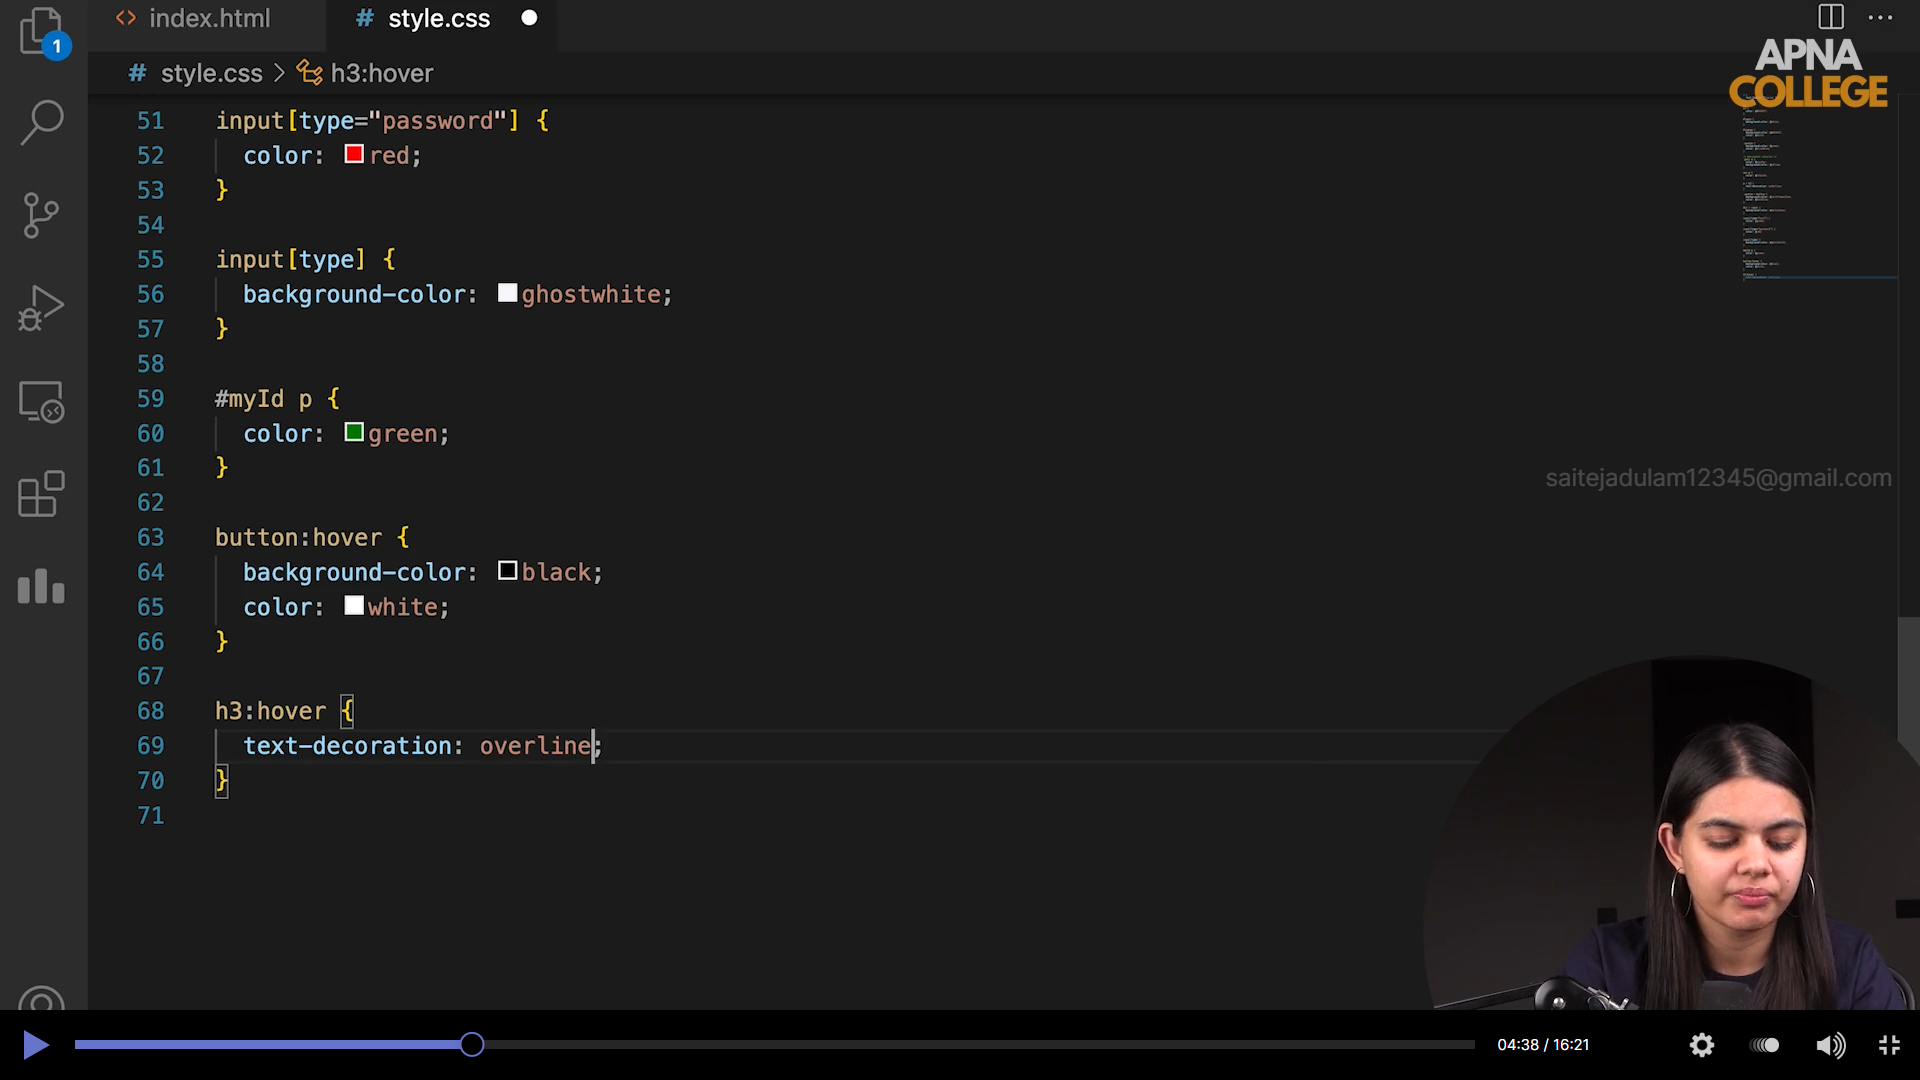 1
<> index.html
# style.css
# style.css > h3:hover
APNA
COLLEGE
51 input[type="password"] {
52 color: red;
53 }
54
55 input[type] {
56 background-color: ghostwhite;
57 }
58
59 #myId p {
60 color: green;
61 }
62
saitejadulam12345@gmail.com
63 button:hover {
64 background-color: black;
65 color: white;
66 }
67
68 h3:hover {
69 text-decoration: overline;
70 }
71
04:38 / 16:21